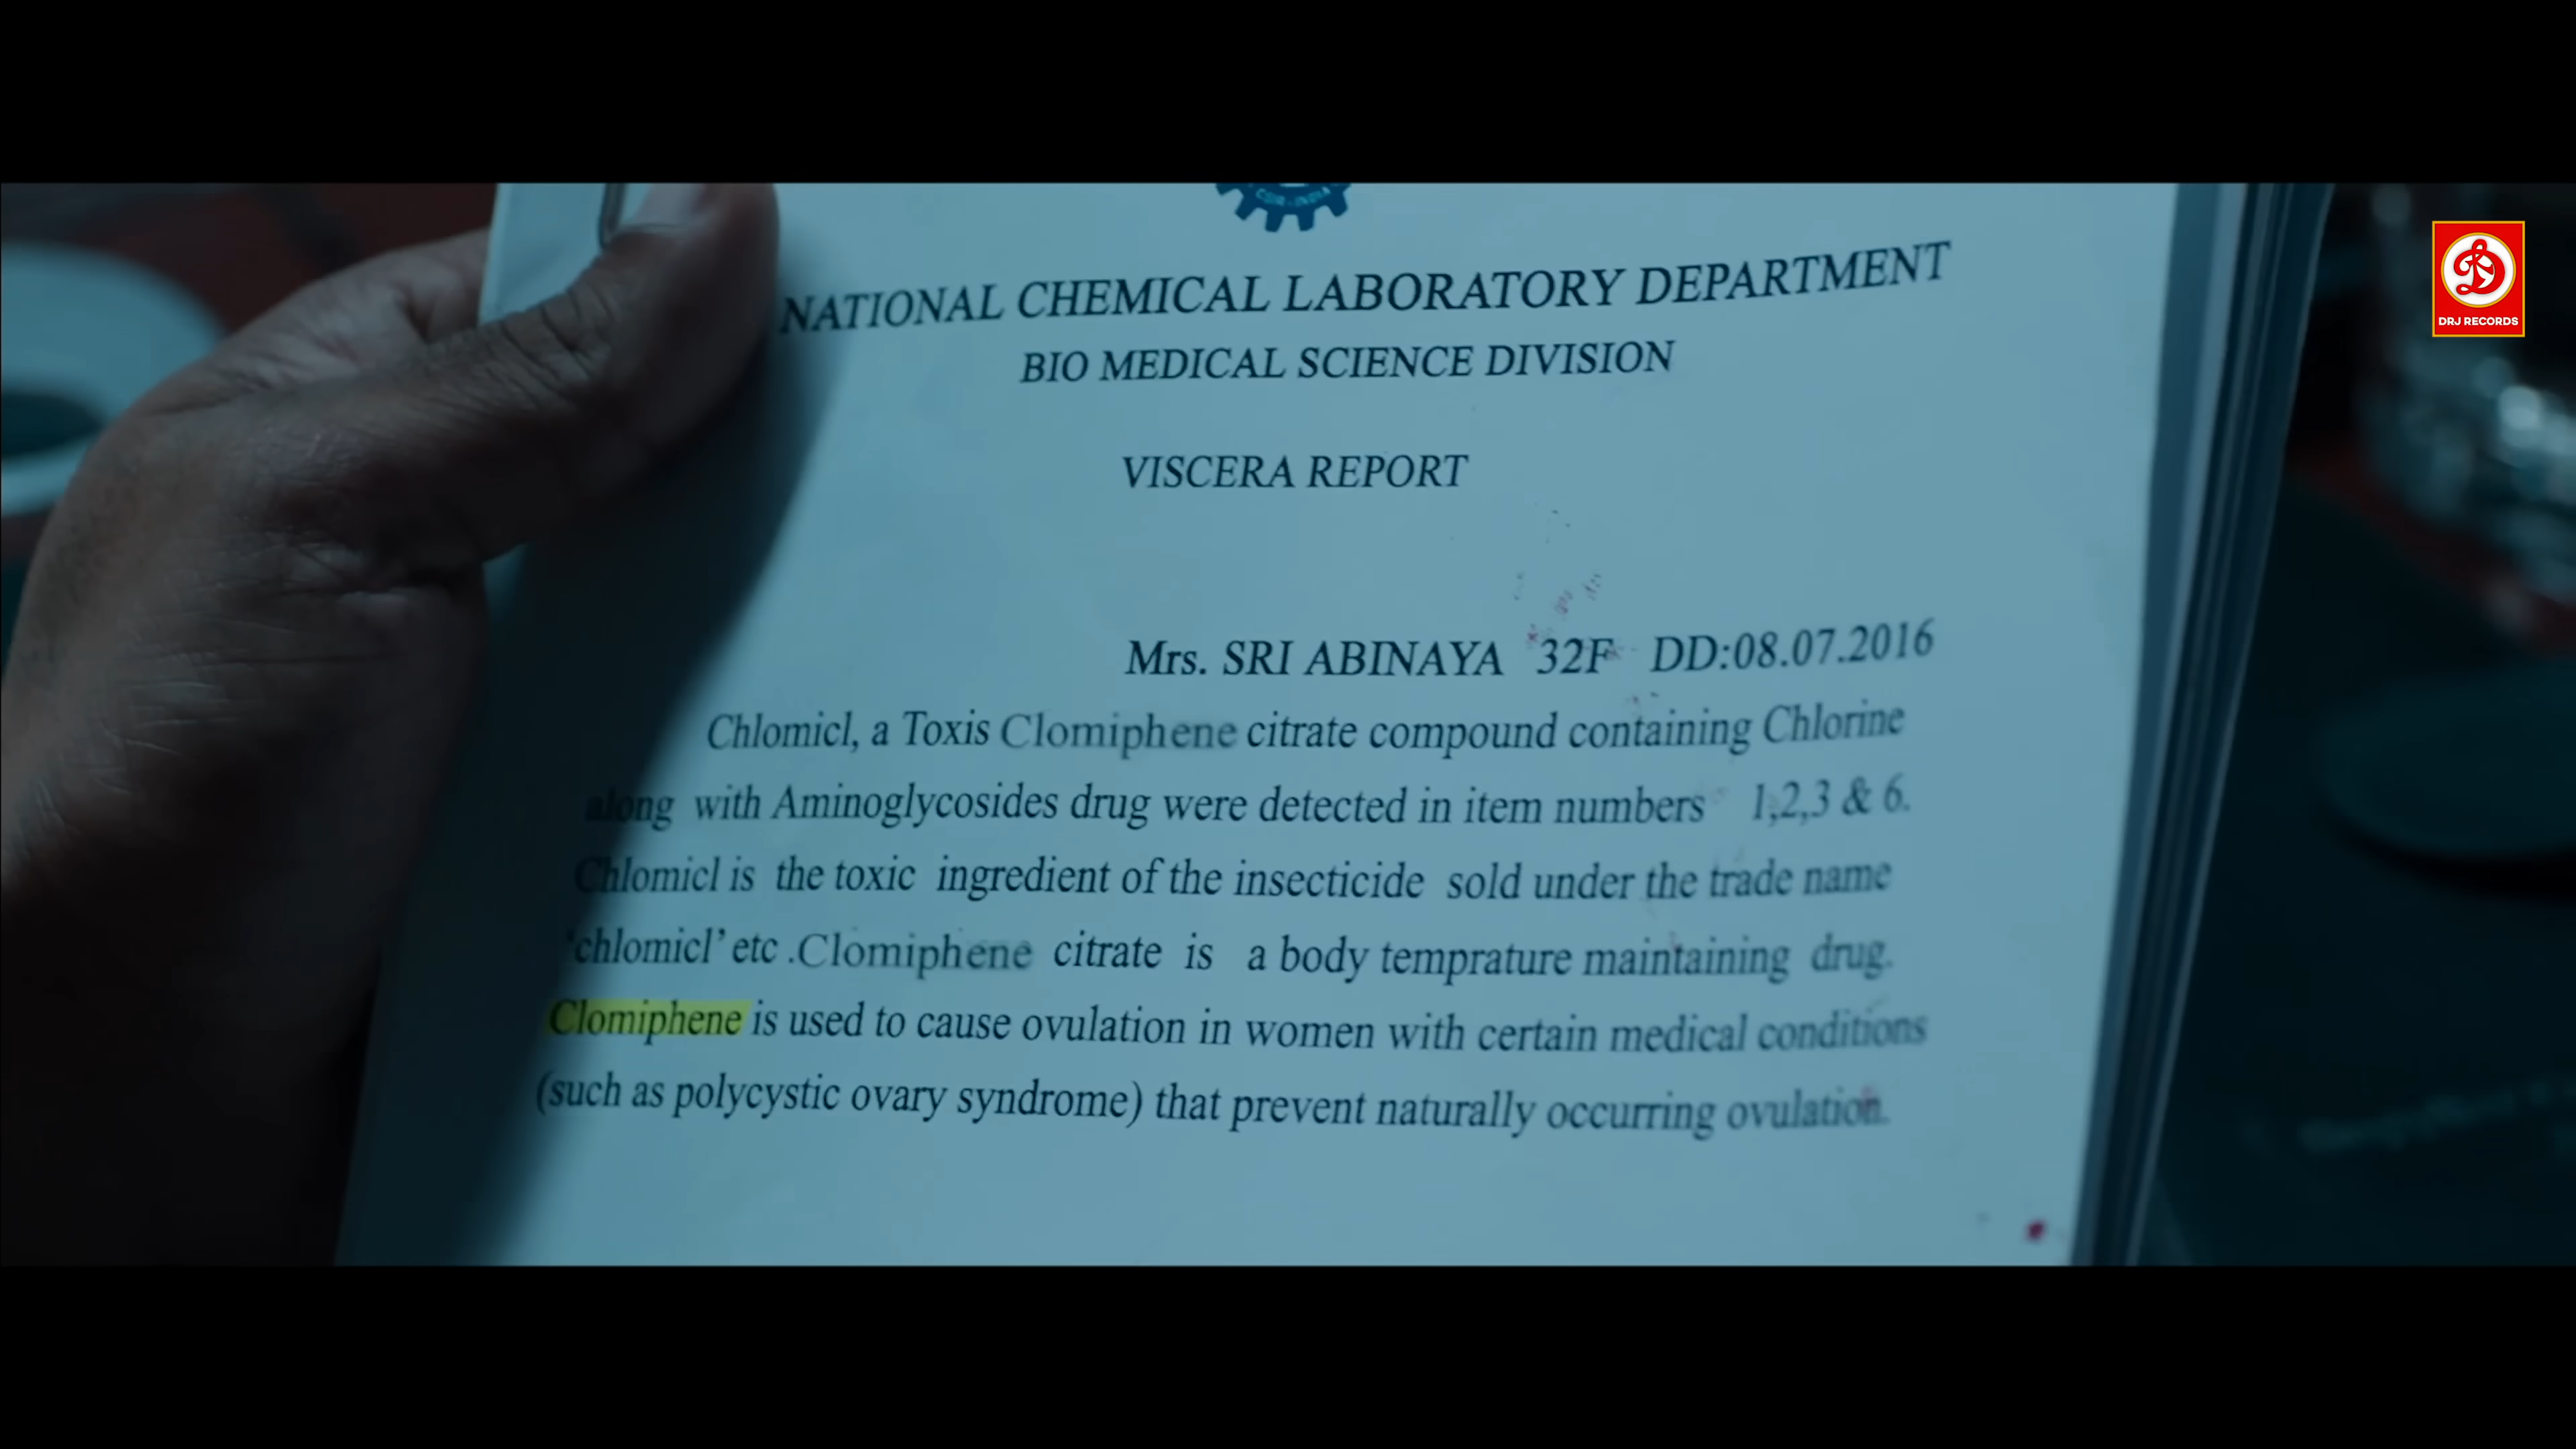 CSIR-INDIA
NATIONAL CHEMICAL LABORATORY DEPARTMENT
BIO MEDICAL SCIENCE DIVISION
VISCERA REPORT
Mrs. SRI ABINAYA 32F DD:08.07.2016
Chlomicl, a Toxis Clomiphene citrate compound containing Chlorine
along with Aminoglycosides drug were detected in item numbers 1,2,3 & 6.
Chlomicl is the toxic ingredient of the insecticide sold under the trade name
'chlomicl' etc .Clomiphene citrate is a body temprature maintaining drug.
Clomiphene is used to cause ovulation in women with certain medical conditions
(such as polycystic ovary syndrome) that prevent naturally occurring ovulation.
DRJ RECORDS